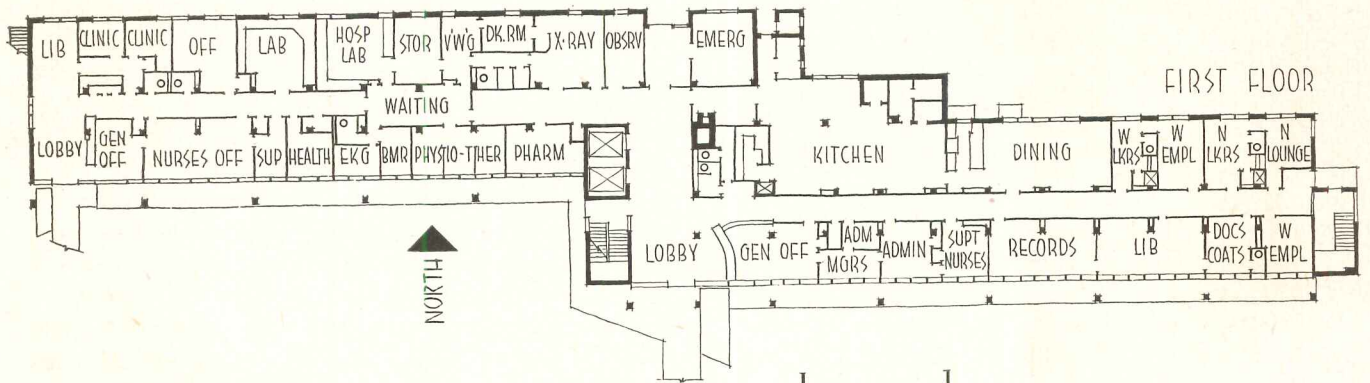 FIRST FLOOR
LIB
CLINIC
CLINIC
OFF
LAB
HOSP
LAB
STOR
V'W'G
DK.RM
X-RAY
OBSRV
EMERG
WAITING
LOBBY
GEN
OFF
NURSES OFF
SUP
HEALTH
EKG
BMR
PHYSIO-THER
PHARM
KITCHEN
DINING
W
LKRS
W
EMPL
N
LKRS
N
LOUNGE
LOBBY
GEN OFF
ADM
MGRS
ADMIN
SUPT
NURSES
RECORDS
LIB
DOCS
COATS
W
EMPL
NORTH